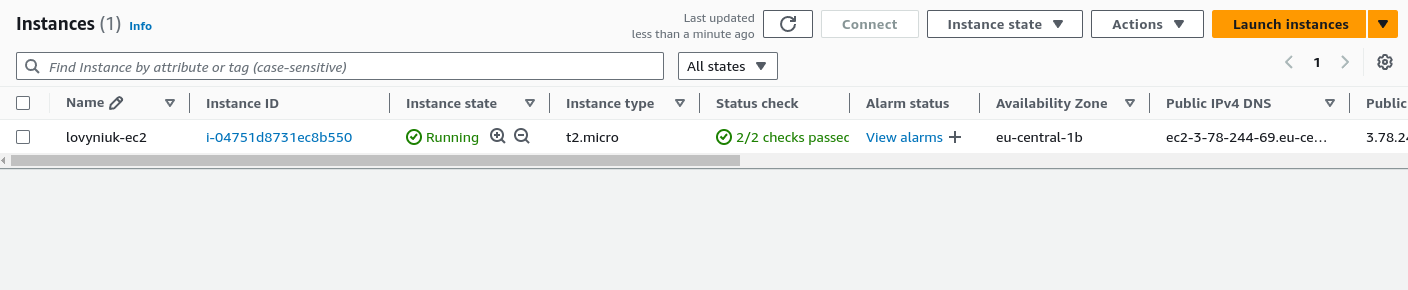 Instances (1) Info
Last updated
less than a minute ago
Connect
Instance state
Actions
Launch instances
Find Instance by attribute or tag (case-sensitive)
All states
1
Name Instance ID Instance state Instance type Status check Alarm status Availability Zone Public IPv4 DNS Public
lovyniuk-ec2 i-04751d8731ec8b550 Running t2.micro 2/2 checks passed View alarms eu-central-1b ec2-3-78-244-69.eu-ce… 3.78.24